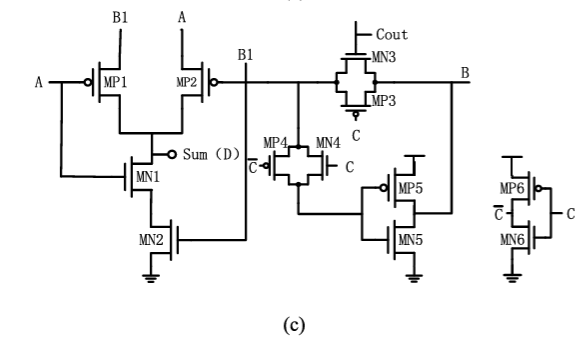 B1 A
B1
Cout
MN3
A MP1 MP2 B
MP3
C
MP4 MN4
Sum (D) C̅ C
MN1 MP5 MP6
C̅ C
MN2 MN5 MN6
(c)